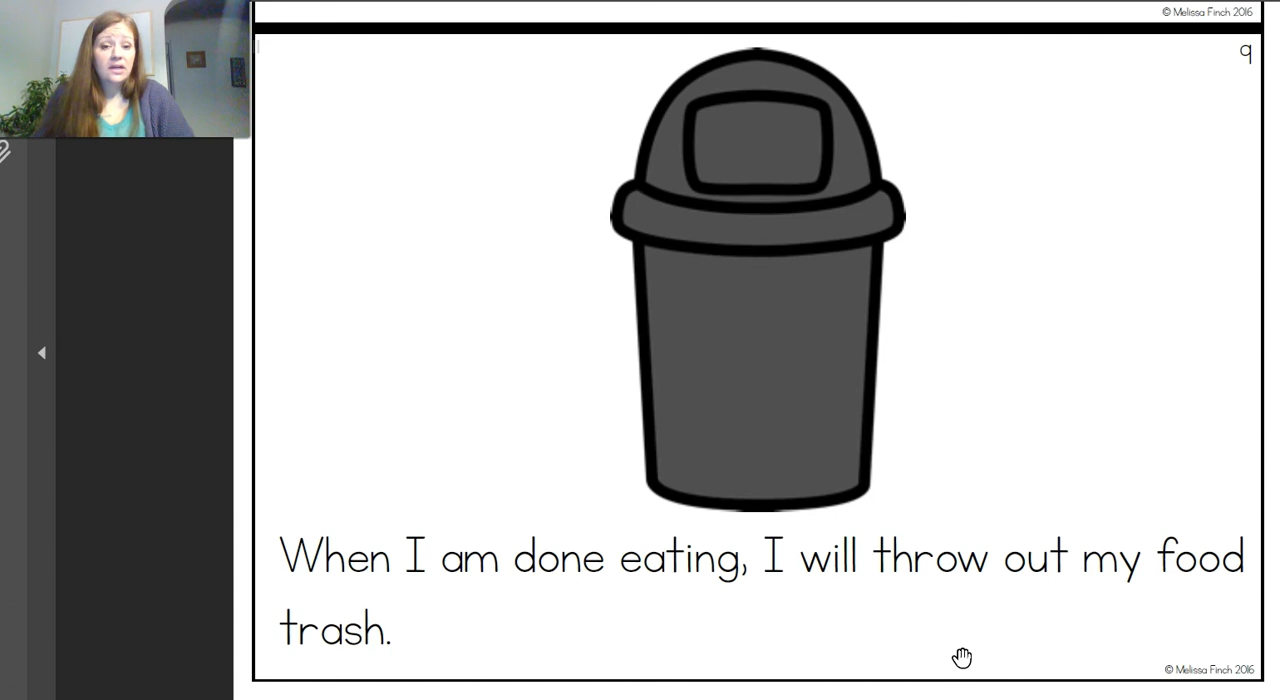 © Melissa Finch 2016
9
When I am done eating, I will throw out my food
trash.
© Melissa Finch 2016